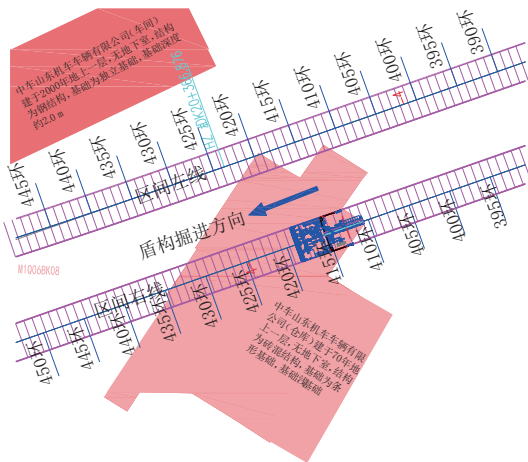 中车山东机车车辆有限公司(车间)
建于2000年地上一层,无地下室,结构
为钢结构,基础为独立基础,基础深度
约2.0 m
390环
395环
400环
405环
410环
415环
420环
425环
430环
435环
440环
445环
区间左线
盾构掘进方向
M1Q06BK08
区间右线
395环
400环
405环
410环
415环
420环
425环
430环
435环
440环
445环
450环
中车山东机车车辆有限
公司(仓库)建于70年地
上一层,无地下室,结构
为砖混结构,基础为条
形基础,基础